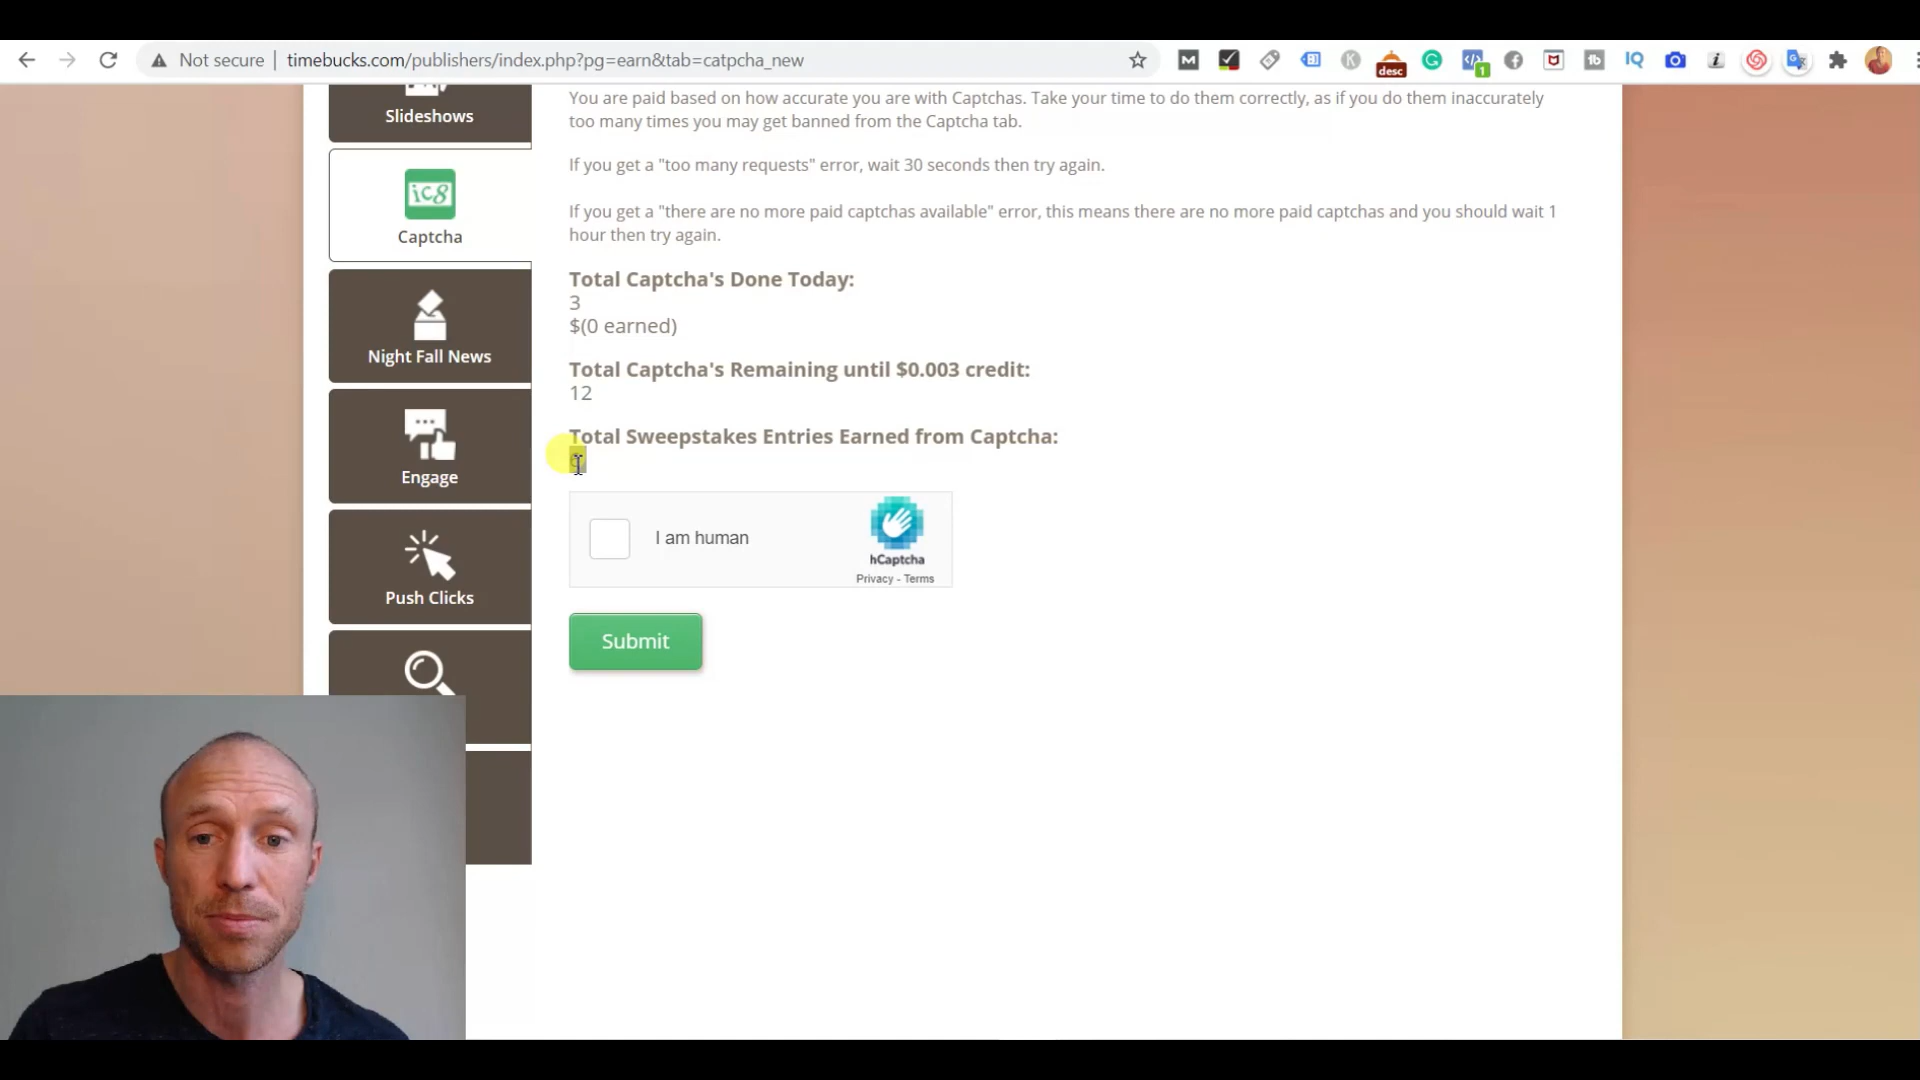 Not secure
timebucks.com/publishers/index.php?pg=earn&tab=catpcha_new
desc
1
You are paid based on how accurate you are with Captchas. Take your time to do them correctly, as if you do them inaccurately
too many times you may get banned from the Captcha tab.
If you get a "too many requests" error, wait 30 seconds then try again.
If you get a "there are no more paid captchas available" error, this means there are no more paid captchas and you should wait 1
hour then try again.
Total Captcha's Done Today:
3
$(0 earned)
Total Captcha's Remaining until $0.003 credit:
12
Total Sweepstakes Entries Earned from Captcha:
I am human
hCaptcha
Privacy - Terms
Submit
Slideshows
ic8
Captcha
Night Fall News
Engage
Push Clicks